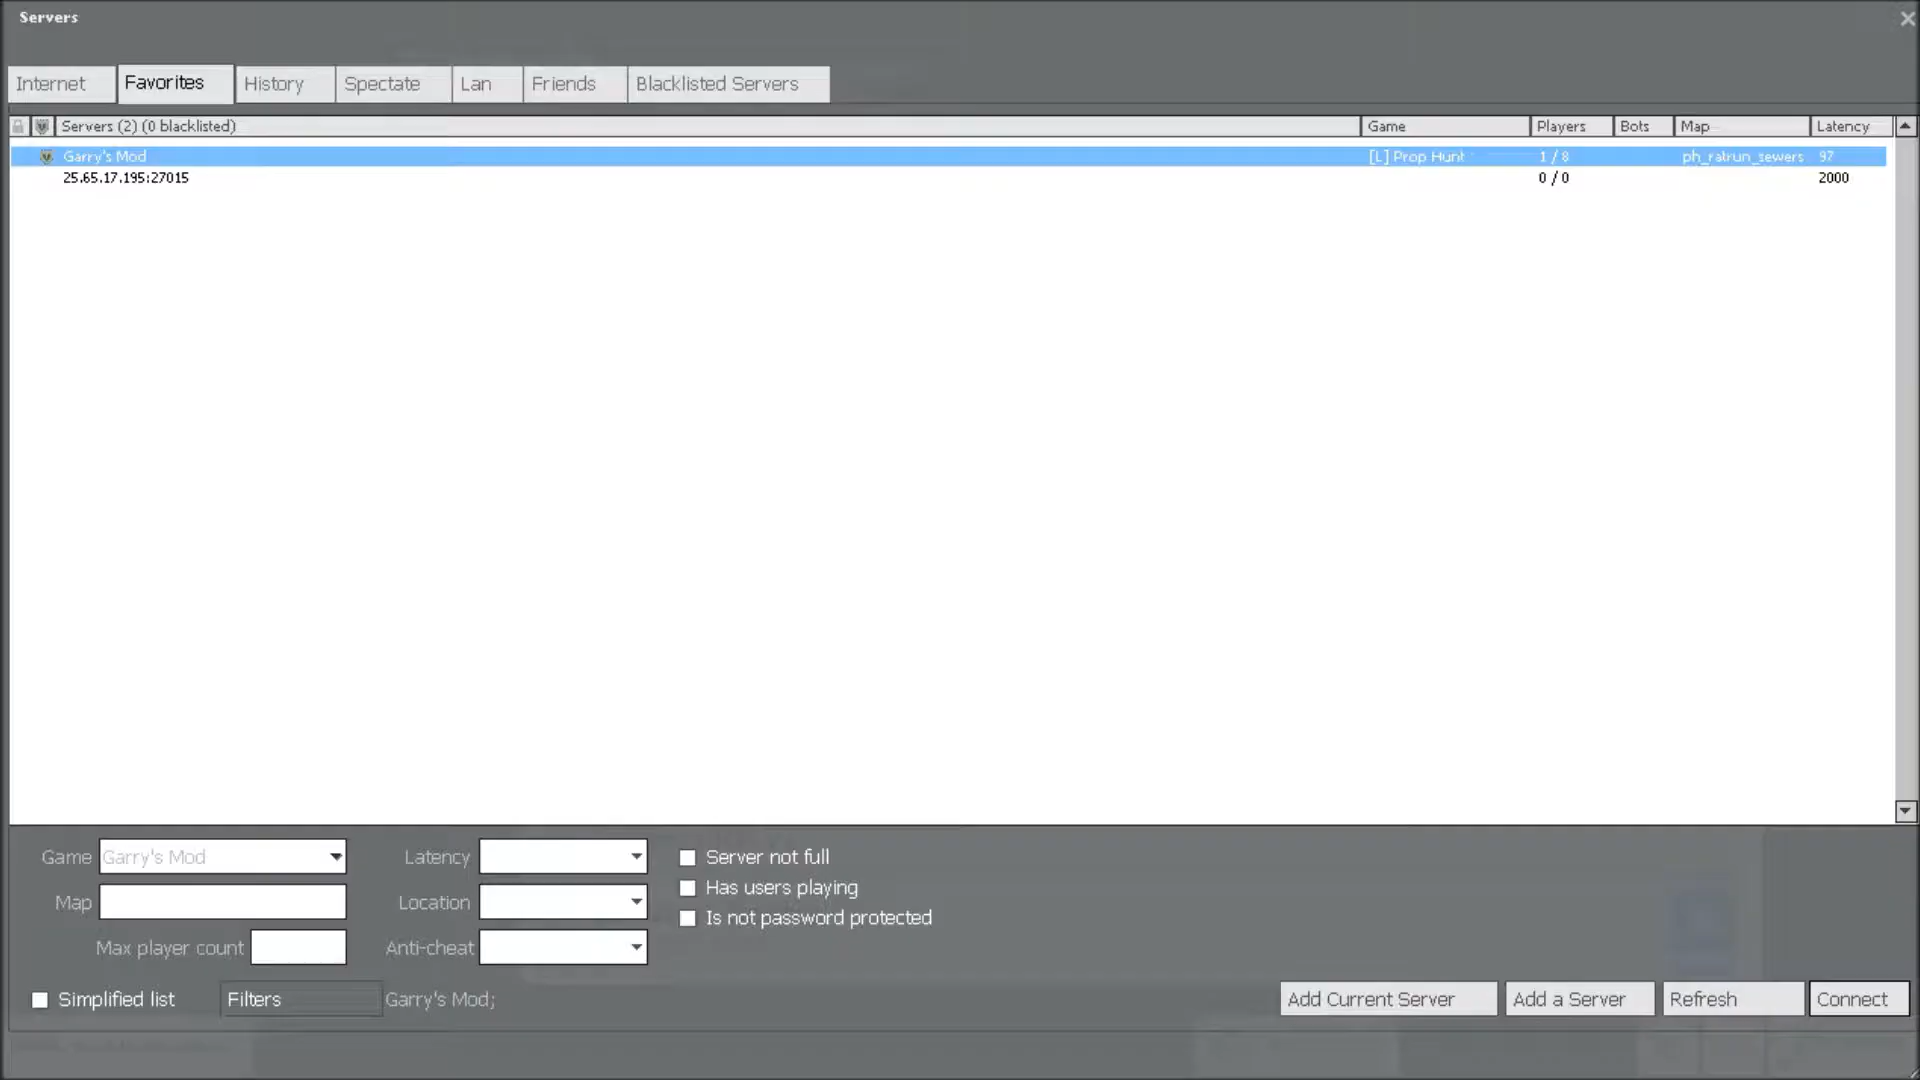 Servers
Internet Favorites History Spectate Lan Friends Blacklisted Servers
Servers (2) (0 blacklisted) Game Players Bots Map Latency
Garry's Mod [L] Prop Hunt 1 / 8 ph_ratrun_sewers 97
25.65.17.195:27015 0 / 0 2000
Game Garry's Mod Latency Server not full
Has users playing
Map Location
Is not password protected
Max player count Anti-cheat
Simplified list Filters Garry's Mod; Add Current Server Add a Server Refresh Connect